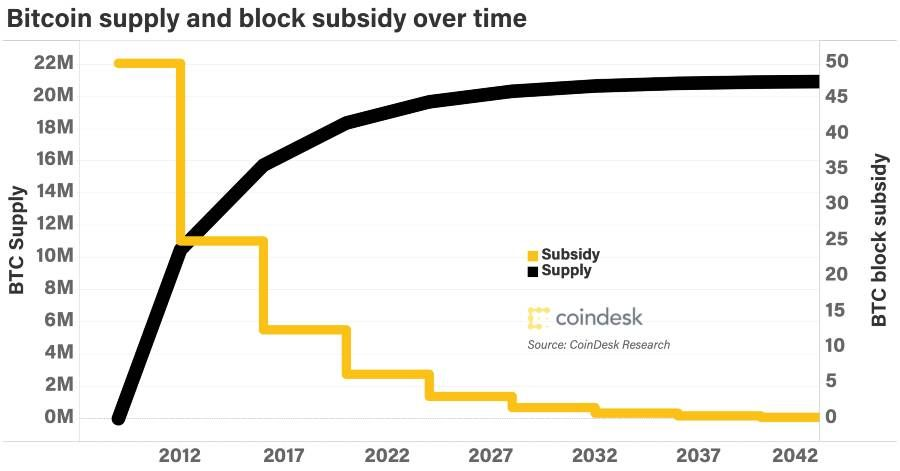 Bitcoin supply and block subsidy over time
22M
20M
18M
16M
14M
12M
10M
8M
6M
4M
2M
0M
BTC Supply
50
45
40
35
30
25
20
15
10
5
0
BTC block subsidy
Subsidy
Supply
coindesk
Source: CoinDesk Research
2012 2017 2022 2027 2032 2037 2042